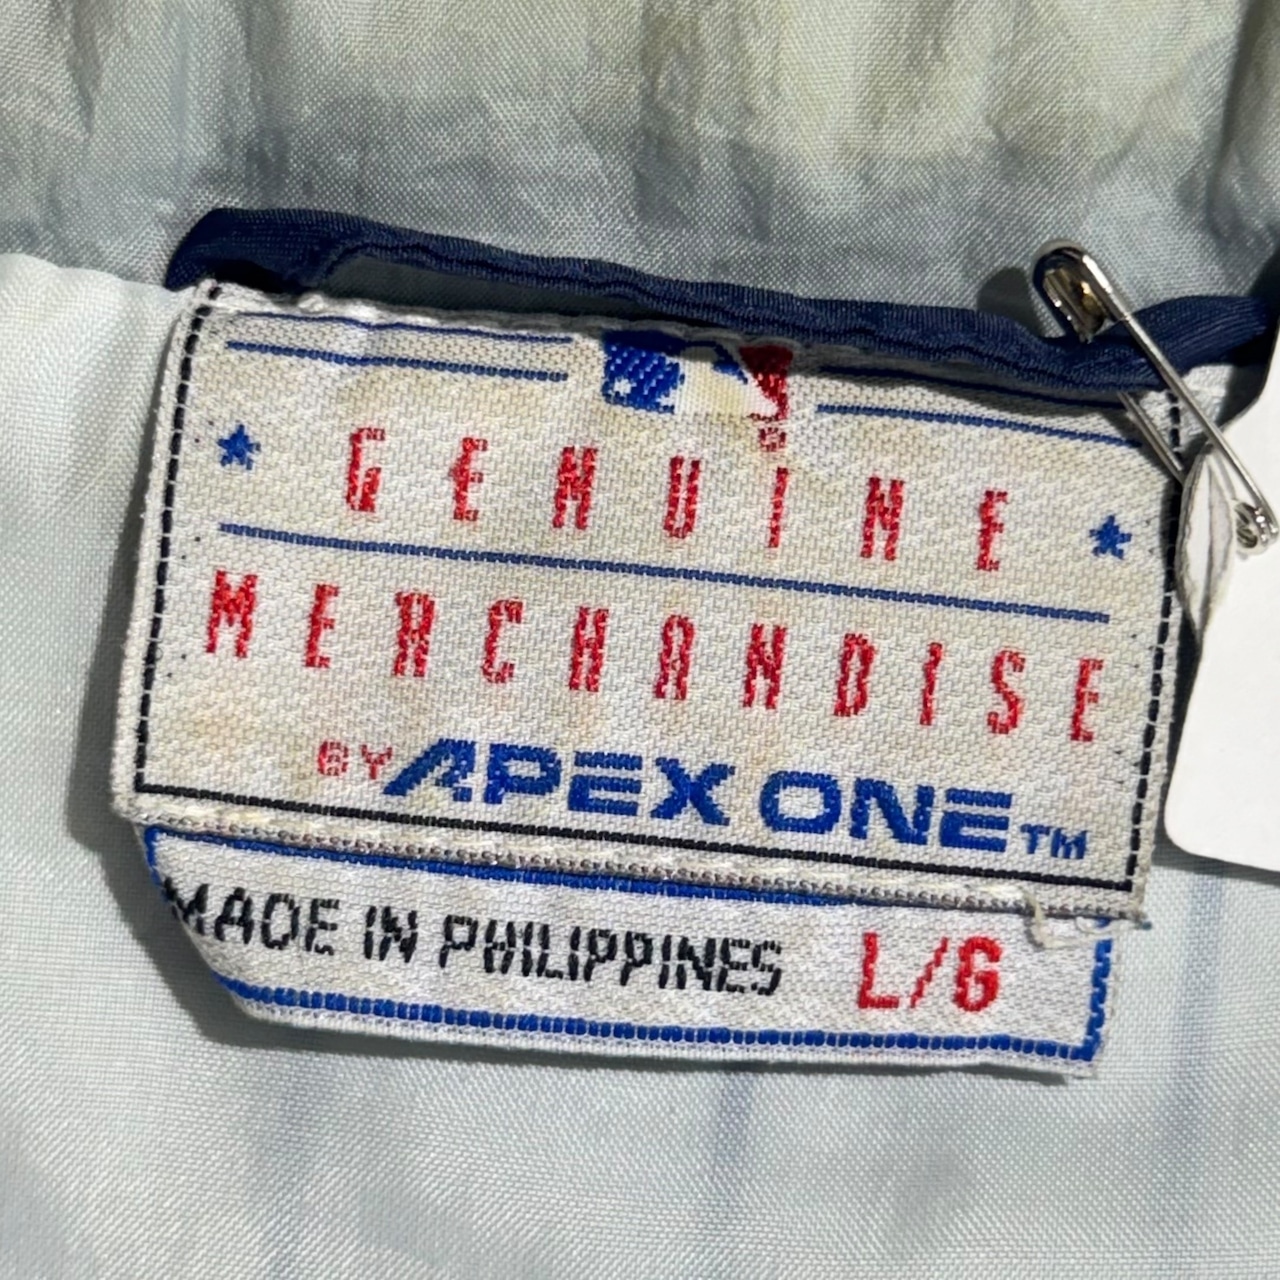 GENUINE
MERCHANDISE
BY APEX ONE™
MADE IN PHILIPPINES L/G